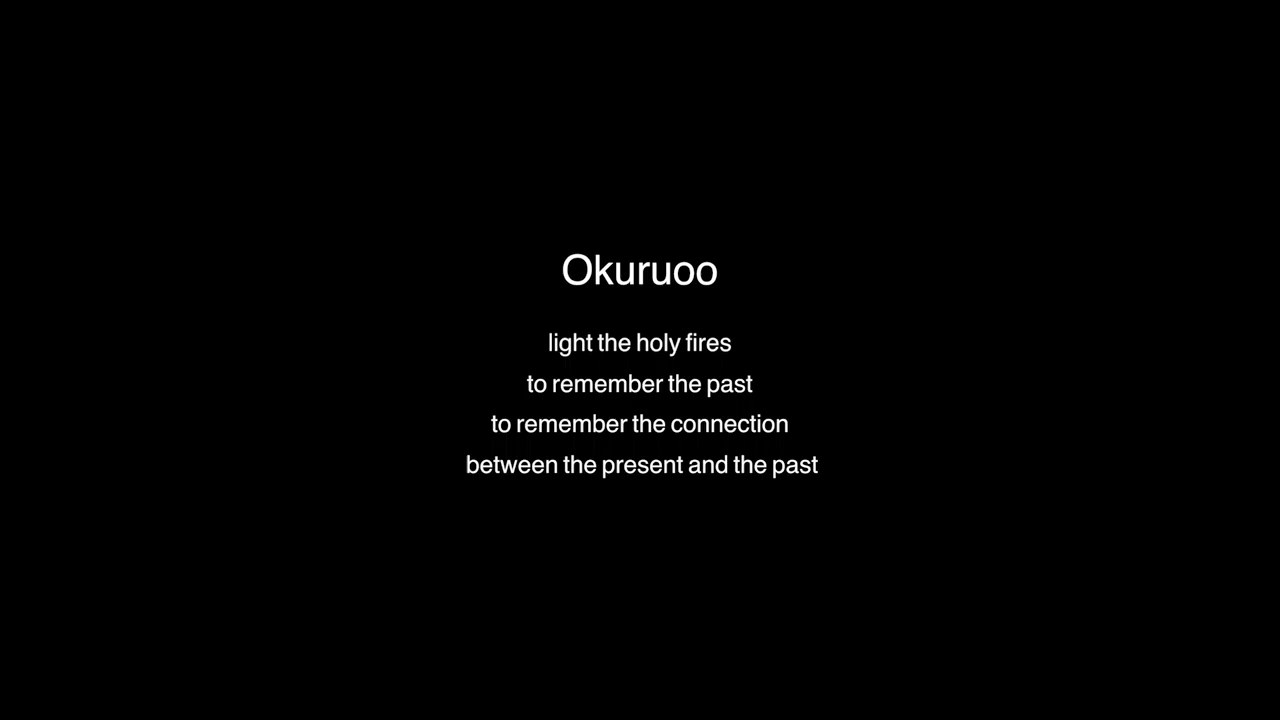 Okuruoo
light the holy fires
to remember the past
to remember the connection
between the present and the past